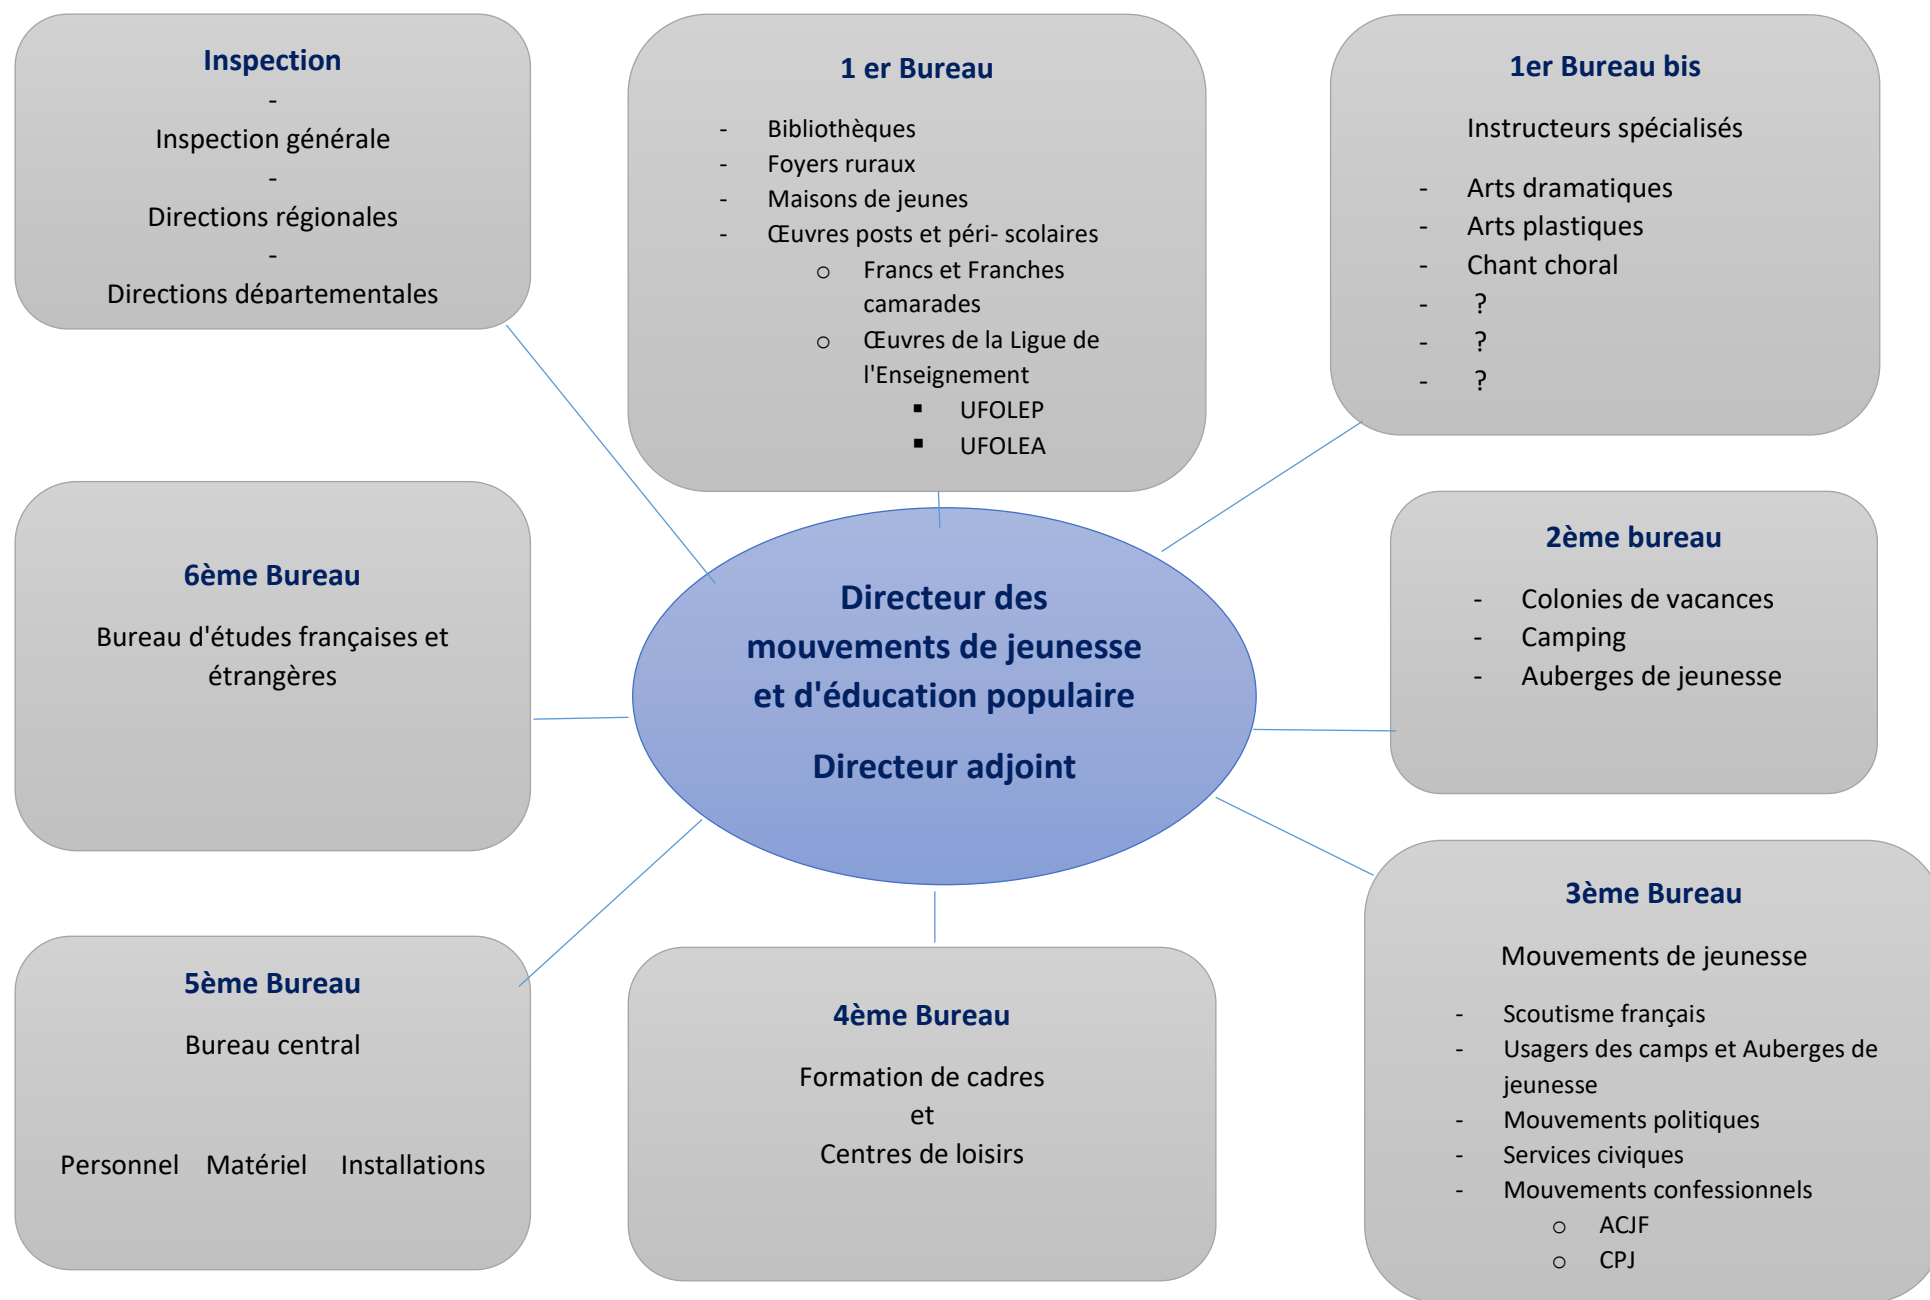 Inspection
-
Inspection générale
-
Directions régionales
-
Directions départementales
1 er Bureau
- Bibliothèques
- Foyers ruraux
- Maisons de jeunes
- Œuvres posts et péri- scolaires
o Francs et Franches
camarades
o Œuvres de la Ligue de
l'Enseignement
▪ UFOLEP
▪ UFOLEA
1er Bureau bis
Instructeurs spécialisés
- Arts dramatiques
- Arts plastiques
- Chant choral
- ?
- ?
- ?
6ème Bureau
Bureau d'études françaises et
étrangères
Directeur des
mouvements de jeunesse
et d'éducation populaire
Directeur adjoint
2ème bureau
- Colonies de vacances
- Camping
- Auberges de jeunesse
5ème Bureau
Bureau central
Personnel Matériel Installations
4ème Bureau
Formation de cadres
et
Centres de loisirs
3ème Bureau
Mouvements de jeunesse
- Scoutisme français
- Usagers des camps et Auberges de
jeunesse
- Mouvements politiques
- Services civiques
- Mouvements confessionnels
o ACJF
o CPJ